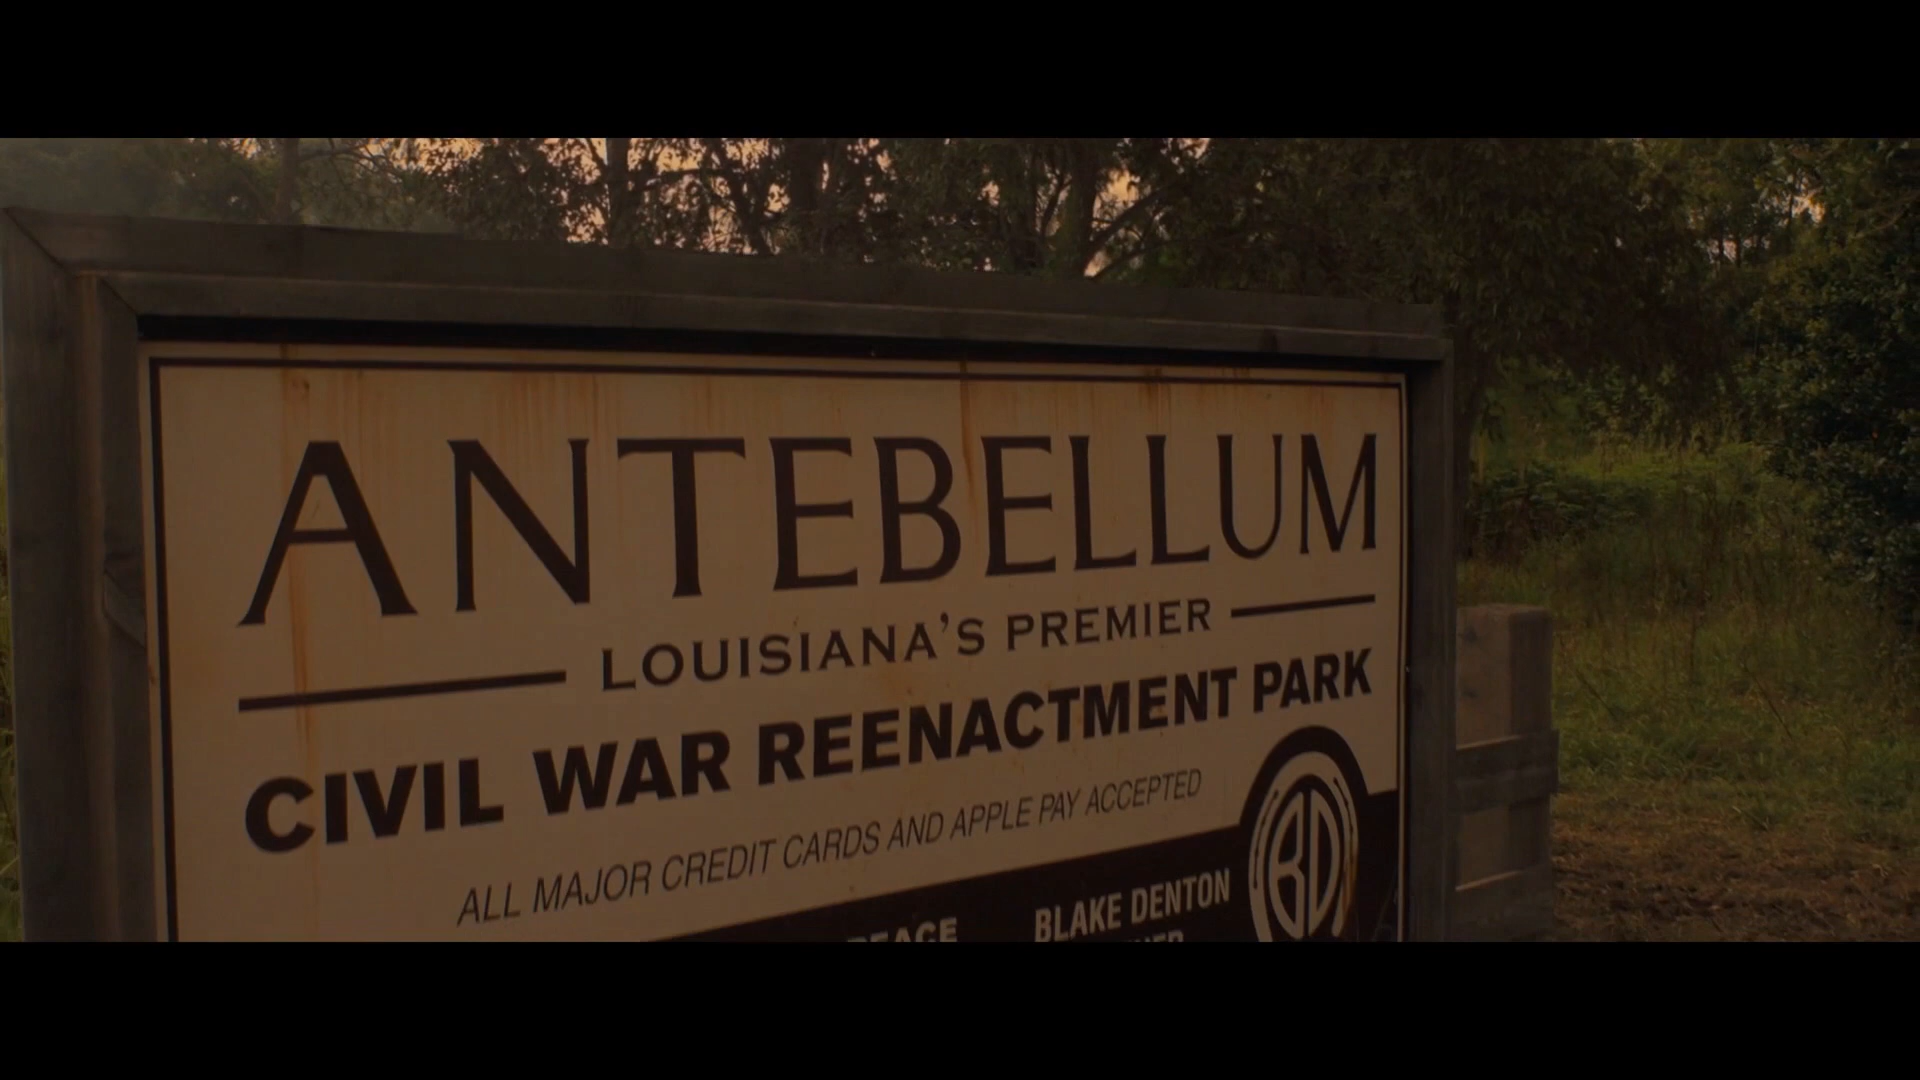 ANTEBELLUM
LOUISIANA'S PREMIER
CIVIL WAR REENACTMENT PARK
ALL MAJOR CREDIT CARDS AND APPLE PAY ACCEPTED
BLAKE DENTON
BD